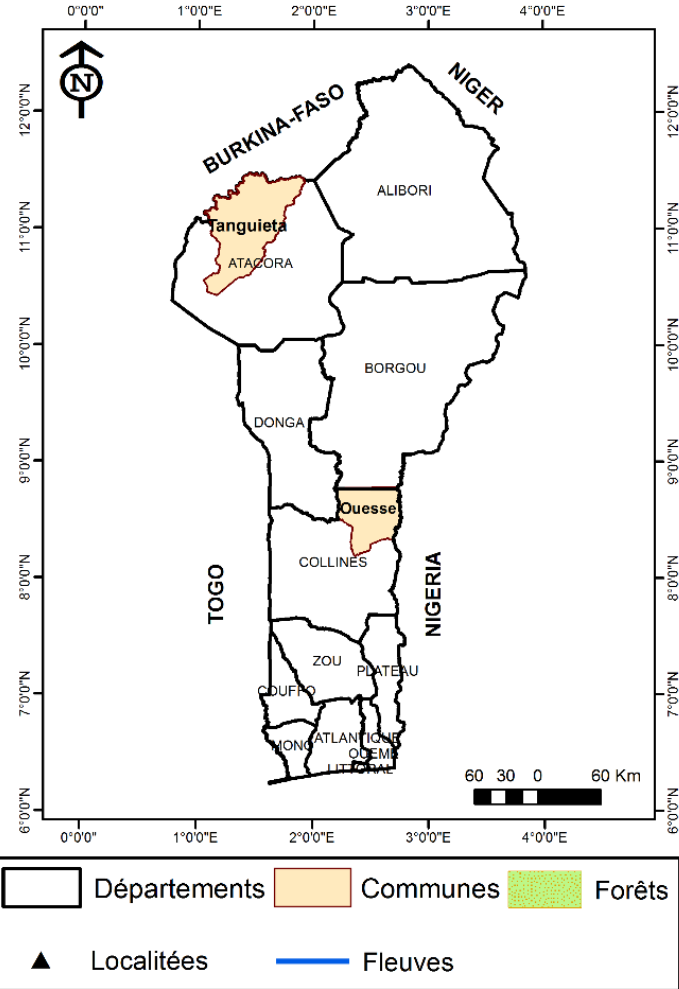 0°0'0" 1°0'0"E 2°0'0"E 3°0'0"E 4°0'0"E
N
NIGER
BURKINA-FASO
12°0'0"N
12°0'0"N
ALIBORI
Tanguieta
11°0'0"N
11°0'0"N
ATACORA
10°0'0"N
10°0'0"N
BORGOU
DONGA
9°0'0"N
9°0'0"N
Ouesse
COLLINES
8°0'0"N
8°0'0"N
TOGO
NIGERIA
ZOU
PLATEAU
7°0'0"N
7°0'0"N
COUFFO
MONO
ATLANTIQUE
OUEME
LITTORAL
60 30 0 60 Km
6°0'0"N
6°0'0"N
0°0'0" 1°0'0"E 2°0'0"E 3°0'0"E 4°0'0"E
Départements Communes Forêts
Localitées Fleuves